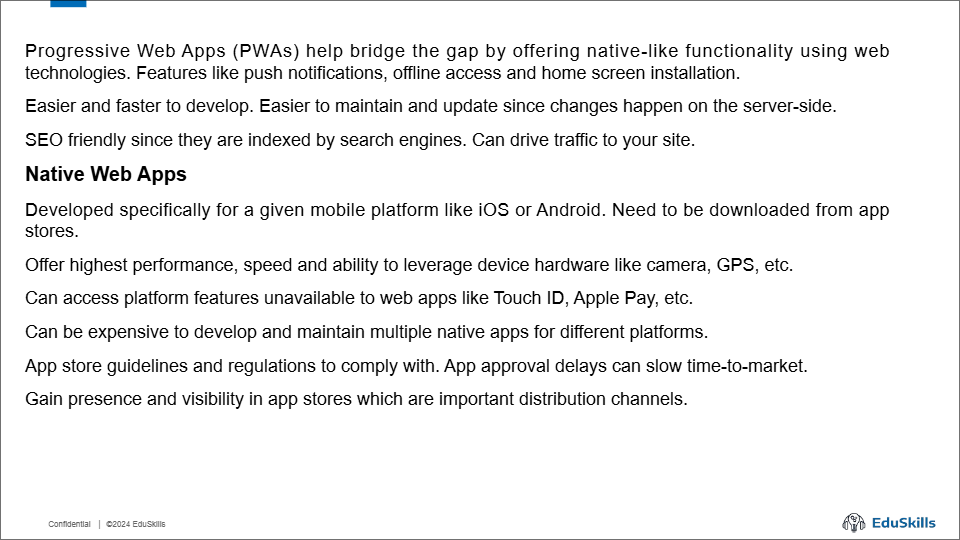 Progressive Web Apps (PWAs) help bridge the gap by offering native-like functionality using web
technologies. Features like push notifications, offline access and home screen installation.
Easier and faster to develop. Easier to maintain and update since changes happen on the server-side.
SEO friendly since they are indexed by search engines. Can drive traffic to your site.
Native Web Apps
Developed specifically for a given mobile platform like iOS or Android. Need to be downloaded from app
stores.
Offer highest performance, speed and ability to leverage device hardware like camera, GPS, etc.
Can access platform features unavailable to web apps like Touch ID, Apple Pay, etc.
Can be expensive to develop and maintain multiple native apps for different platforms.
App store guidelines and regulations to comply with. App approval delays can slow time-to-market.
Gain presence and visibility in app stores which are important distribution channels.
Confidential | ©2024 EduSkills
EduSkills